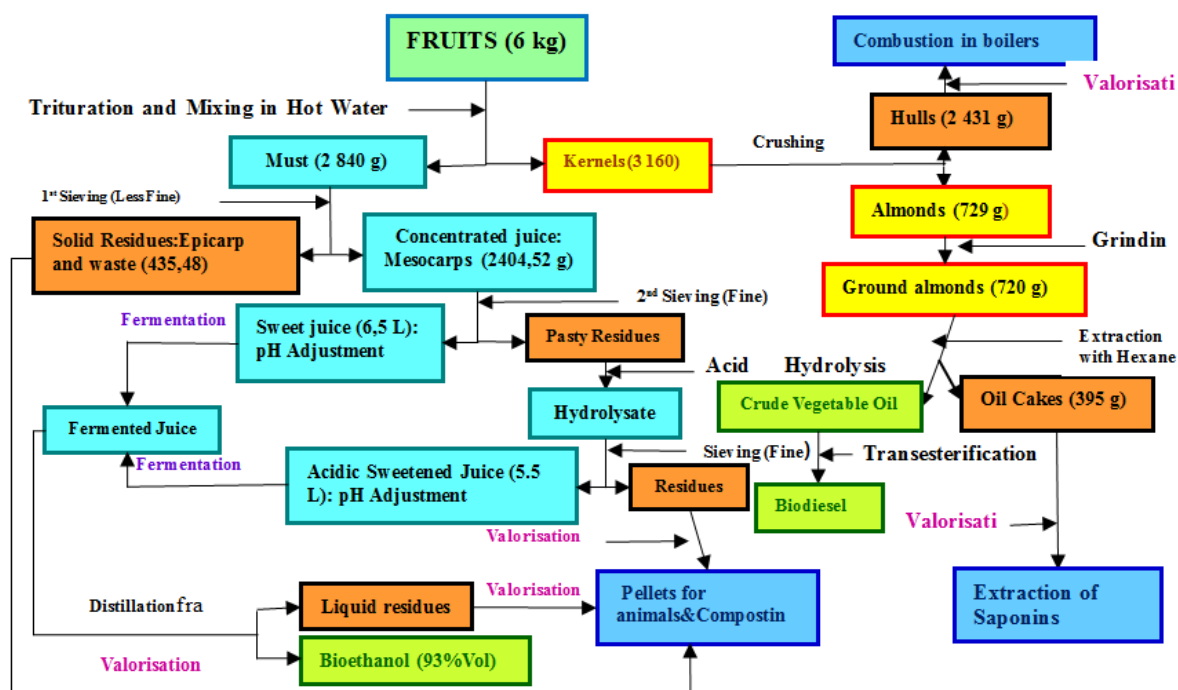 FRUITS (6 kg)
Combustion in boilers
Trituration and Mixing in Hot Water
Valorisati
Hulls (2 431 g)
Must (2 840 g)
Kernels(3 160)
Crushing
1st Sieving (Less Fine)
Almonds (729 g)
Solid Residues:Epicarp
and waste (435,48)
Concentrated juice:
Mesocarps (2404,52 g)
Grindin
Ground almonds (720 g)
2nd Sieving (Fine)
Fermentation
Sweet juice (6,5 L):
pH Adjustment
Pasty Residues
Extraction
with Hexane
Acid Hydrolysis
Crude Vegetable Oil
Oil Cakes (395 g)
Hydrolysate
Fermented Juice
Sieving (Fine)
Transesterification
Fermentation
Acidic Sweetened Juice (5.5
L): pH Adjustment
Residues
Biodiesel
Valorisati
Valorisation
Liquid residues
Valorisation
Pellets for
animals&Compostin
Extraction of
Saponins
Distillation fra
Bioethanol (93%Vol)
Valorisation